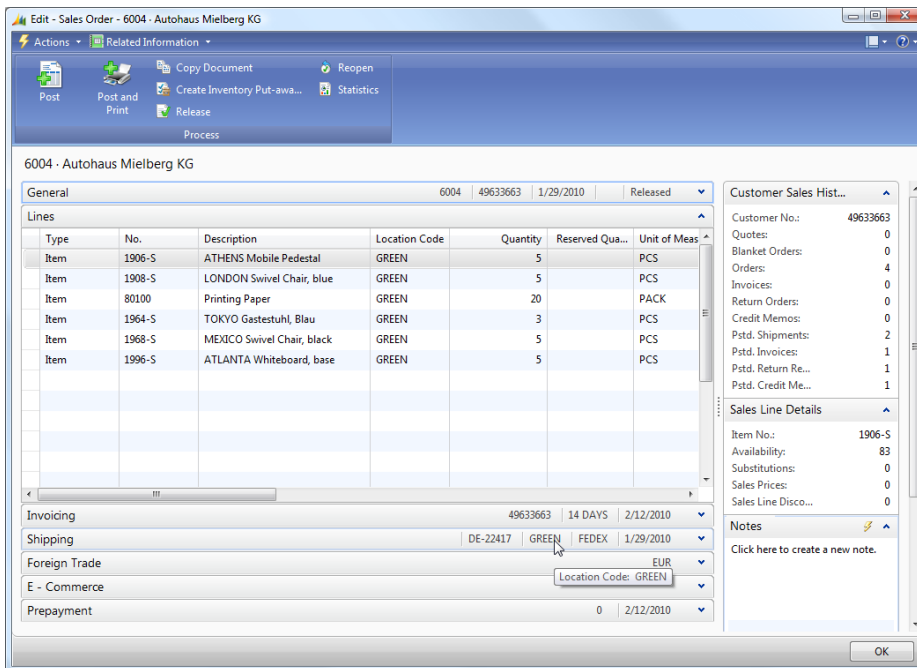 Edit - Sales Order - 6004 · Autohaus Mielberg KG
Actions Related Information
Post
Post and Print
Copy Document
Create Inventory Put-awa...
Release
Reopen
Statistics
Process
6004 · Autohaus Mielberg KG
General 6004 49633663 1/29/2010 Released
Lines
Type No. Description Location Code Quantity Reserved Qua... Unit of Meas
Item 1906-S ATHENS Mobile Pedestal GREEN 5 PCS
Item 1908-S LONDON Swivel Chair, blue GREEN 5 PCS
Item 80100 Printing Paper GREEN 20 PACK
Item 1964-S TOKYO Gastestuhl, Blau GREEN 3 PCS
Item 1968-S MEXICO Swivel Chair, black GREEN 5 PCS
Item 1996-S ATLANTA Whiteboard, base GREEN 5 PCS
Invoicing 49633663 14 DAYS 2/12/2010
Shipping DE-22417 GREEN FEDEX 1/29/2010
Foreign Trade EUR
Location Code: GREEN
E - Commerce
Prepayment 0 2/12/2010
Customer Sales Hist...
Customer No.: 49633663
Quotes: 0
Blanket Orders: 0
Orders: 4
Invoices: 0
Return Orders: 0
Credit Memos: 0
Pstd. Shipments: 2
Pstd. Invoices: 1
Pstd. Return Re... 1
Pstd. Credit Me... 1
Sales Line Details
Item No.: 1906-S
Availability: 83
Substitutions: 0
Sales Prices: 0
Sales Line Disco... 0
Notes
Click here to create a new note.
OK